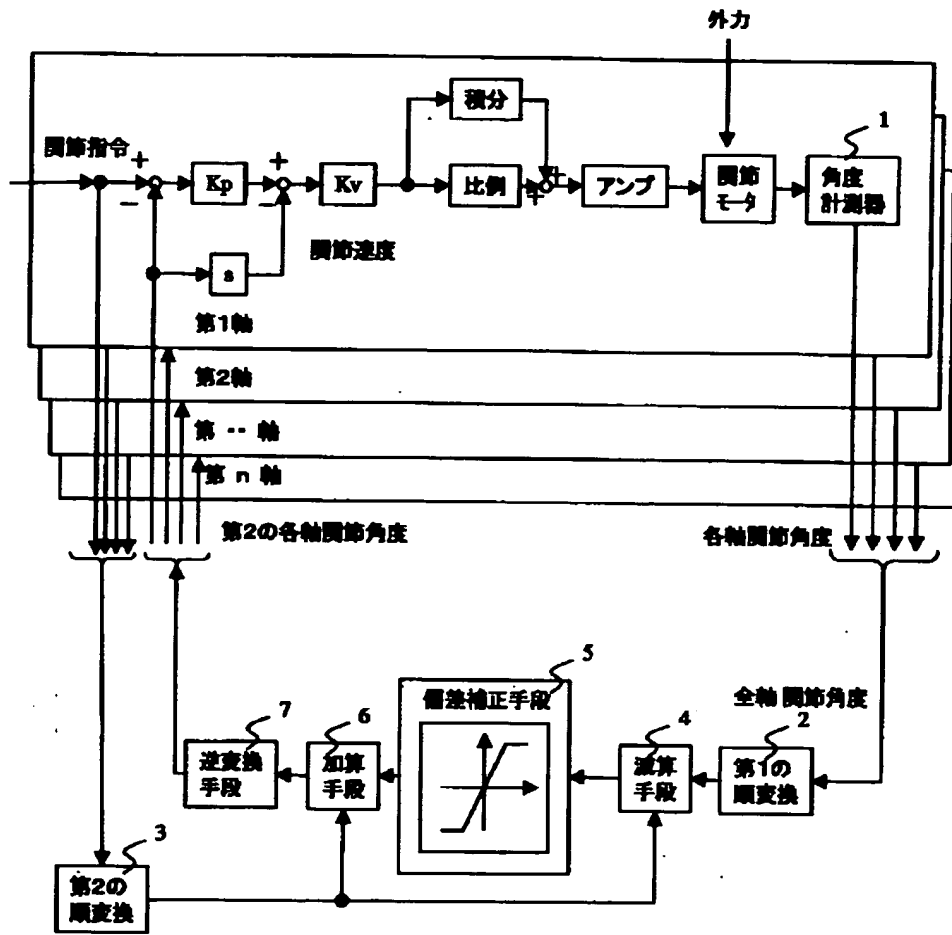 外力
積分
1
関節指令
+
+
+
Kp
Kv
比例
+
アンプ
関節
モータ
角度
計測器
−
−
関節速度
s
第1軸
第2軸
第 ‥ 軸
第 n 軸
第2の各軸関節角度
各軸関節角度
5
偏差補正手段
全軸 関節角度
7
6
4
2
逆変換
手段
加算
手段
減算
手段
第1の
順変換
3
第2の
順変換